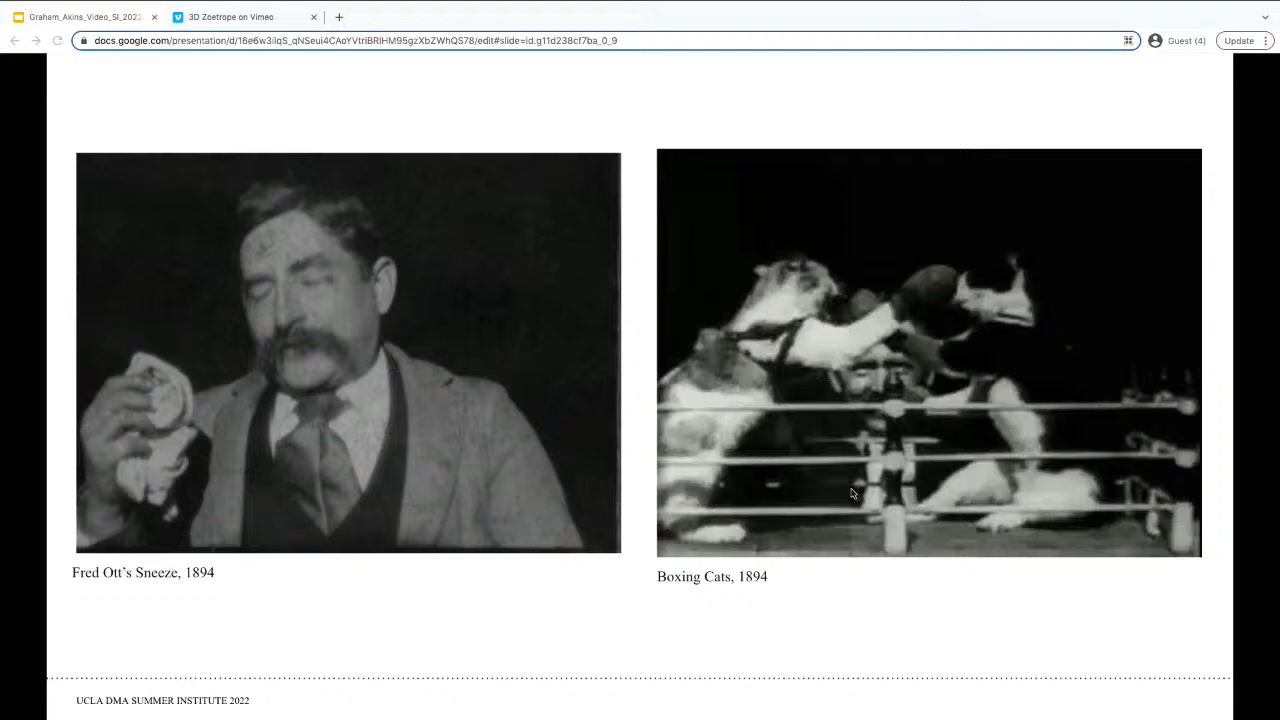 Graham_Akins_Video_SI_2022
3D Zoetrope on Vimeo
docs.google.com/presentation/d/16e6w3ilqS_qNSeui4CAoYVtriBRlHM95gzXbZWhQS78/edit#slide=id.g11d238cf7ba_0_9
Guest (4)
Update
Fred Ott's Sneeze, 1894
Boxing Cats, 1894
UCLA DMA SUMMER INSTITUTE 2022